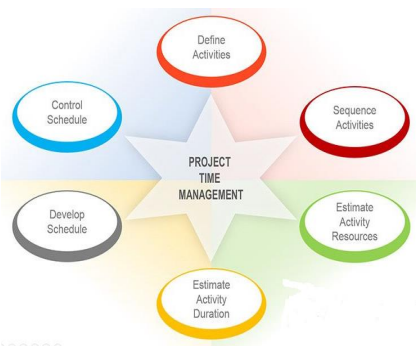 Define
Activities
Control
Schedule
Sequence
Activities
PROJECT
TIME
MANAGEMENT
Develop
Schedule
Estimate
Activity
Resources
Estimate
Activity
Duration